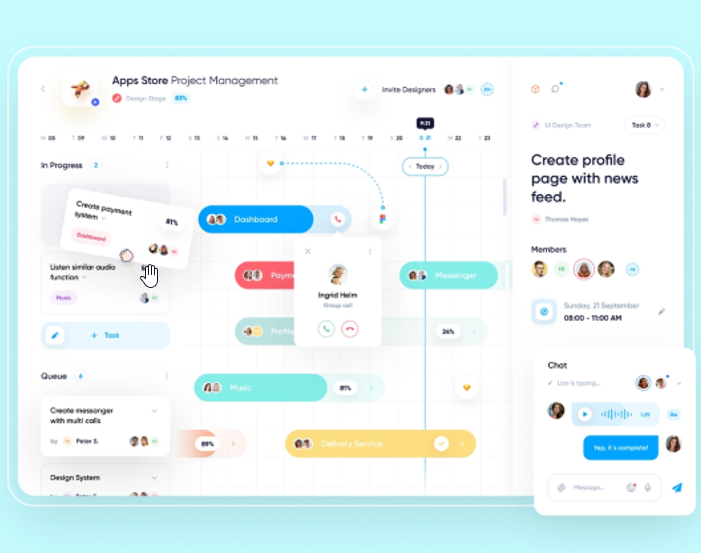 Apps Store Project Management
Design Stage 83%
Invite Designers
Task 8
UI Design Team
9:31
M 08 T 09 W 10 T 11 F 12 S 13 S 14 M 15 T 16 W 17 T 18 F 19 S 20 S 21 M 22 T 23
In Progress 2
Today
Create profile
page with news
feed.
Thomas Hayes
Create payment
system
81%
Dashboard
Dashboard
Members
Listen similar audio
function
Music
Messenger
Ingrid Helm
Group call
Sunday, 21 September
08:00 - 11:00 AM
+ Task
Profile
24%
Queue 6
Music
81%
Chat
Liza is typing...
Create messanger
with multi calls
by Peter S.
1:29
Aa
89%
Delivery Service
Yep, it's complete!
Design System
Message...